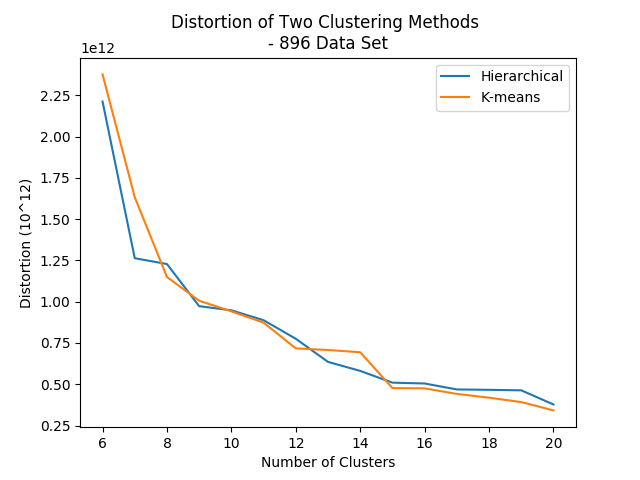 Distortion of Two Clustering Methods
- 896 Data Set
1e12
Hierarchical
K-means
2.25
2.00
1.75
1.50
1.25
1.00
0.75
0.50
0.25
Distortion (10^12)
6 8 10 12 14 16 18 20
Number of Clusters